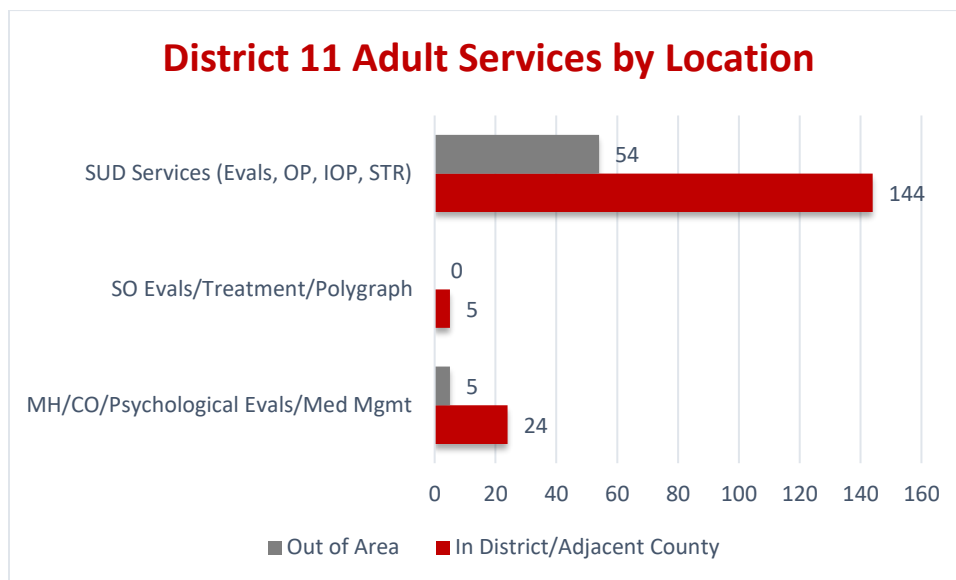 District 11 Adult Services by Location
SUD Services (Evals, OP, IOP, STR)
54
144
SO Evals/Treatment/Polygraph
0
5
MH/CO/Psychological Evals/Med Mgmt
5
24
0 20 40 60 80 100 120 140 160
Out of Area In District/Adjacent County